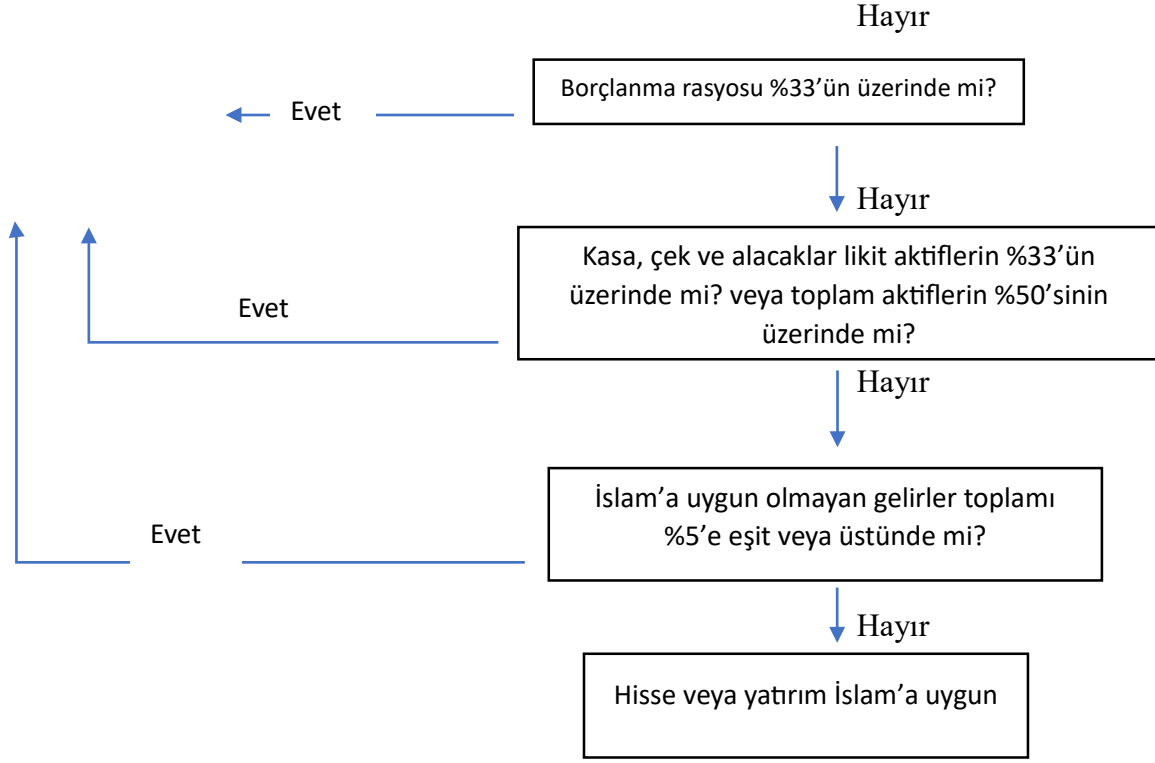 Hayır
Borçlanma rasyosu %33’ün üzerinde mi?
Evet
Hayır
Kasa, çek ve alacaklar likit aktiflerin %33’ün
üzerinde mi? veya toplam aktiflerin %50’sinin
üzerinde mi?
Evet
Hayır
İslam’a uygun olmayan gelirler toplamı
%5’e eşit veya üstünde mi?
Evet
Hayır
Hisse veya yatırım İslam’a uygun